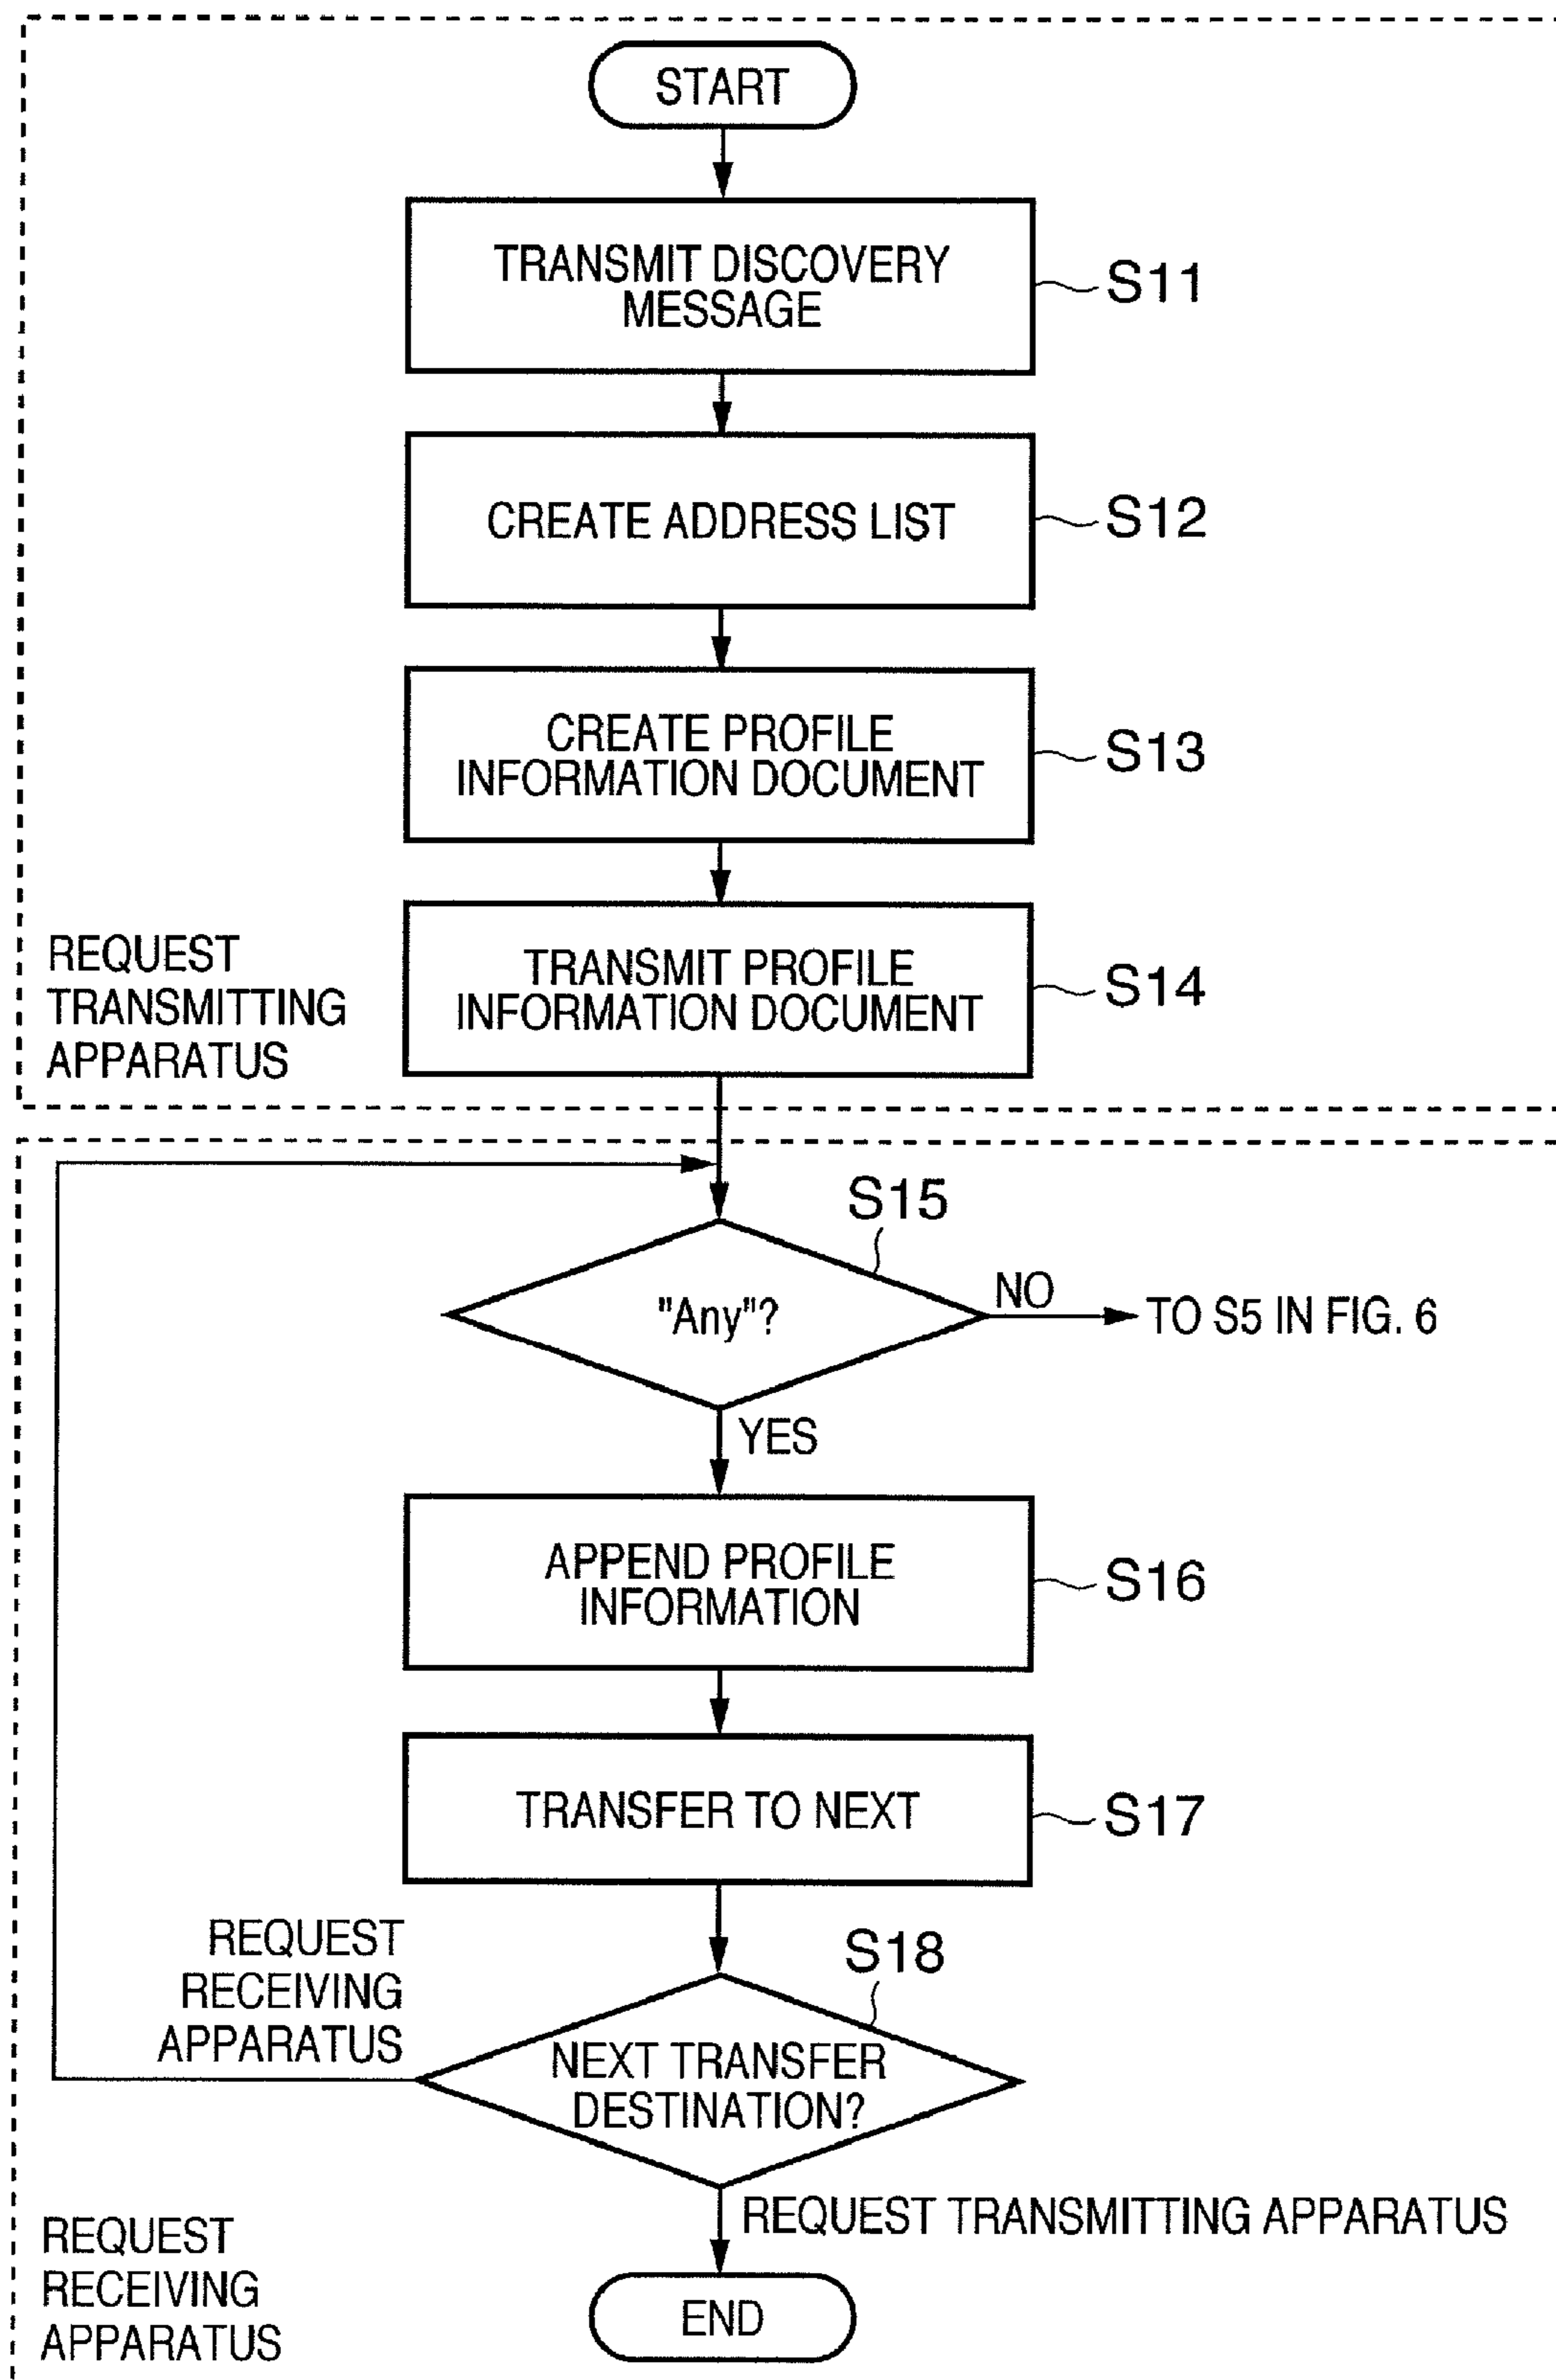 START
TRANSMIT DISCOVERY
MESSAGE
S11
CREATE ADDRESS LIST
S12
CREATE PROFILE
INFORMATION DOCUMENT
S13
TRANSMIT PROFILE
INFORMATION DOCUMENT
S14
REQUEST
TRANSMITTING
APPARATUS
S15
"Any"?
NO
TO S5 IN FIG. 6
YES
APPEND PROFILE
INFORMATION
S16
TRANSFER TO NEXT
S17
REQUEST
RECEIVING
APPARATUS
S18
NEXT TRANSFER
DESTINATION?
REQUEST TRANSMITTING APPARATUS
REQUEST
RECEIVING
APPARATUS
END